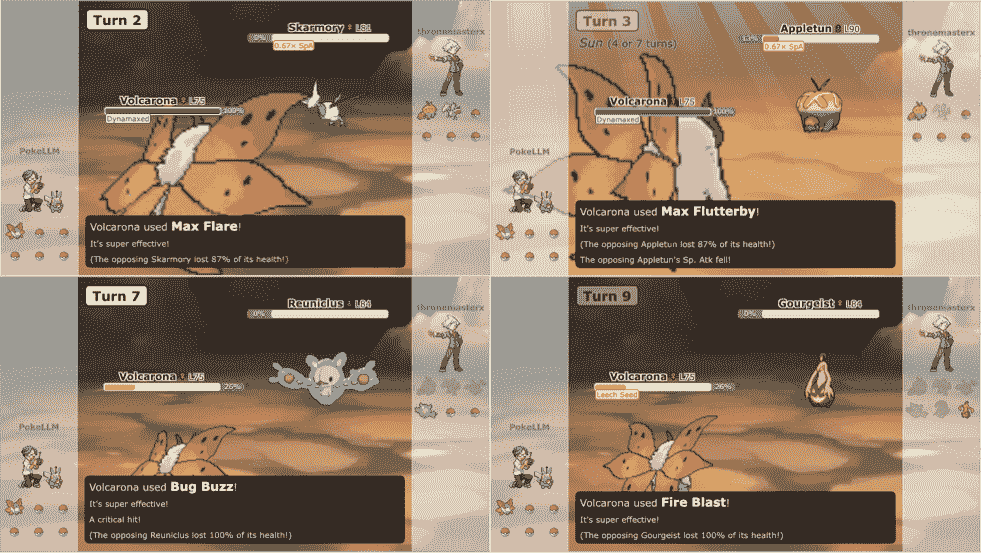 Turn 2
Skarmory L81
0%
0.67× SpA
thronemasterx
Volcarona L75
100%
Dynamaxed
PokeLLM
Volcarona used Max Flare!
It's super effective!
(The opposing Skarmory lost 87% of its health!)
Turn 3
Sun (4 or 7 turns)
Appletun L90
13%
0.67× SpA
thronemasterx
Volcarona L75
100%
Dynamaxed
PokeLLM
Volcarona used Max Flutterby!
It's super effective!
(The opposing Appletun lost 87% of its health!)
The opposing Appletun's Sp. Atk fell!
Turn 7
Reuniclus L84
0%
thronemasterx
Volcarona L75
26%
PokeLLM
Volcarona used Bug Buzz!
It's super effective!
A critical hit!
(The opposing Reuniclus lost 100% of its health!)
Turn 9
Gourgeist L84
0%
thronemasterx
Volcarona L75
26%
Leech Seed
PokeLLM
Volcarona used Fire Blast!
It's super effective!
(The opposing Gourgeist lost 100% of its health!)